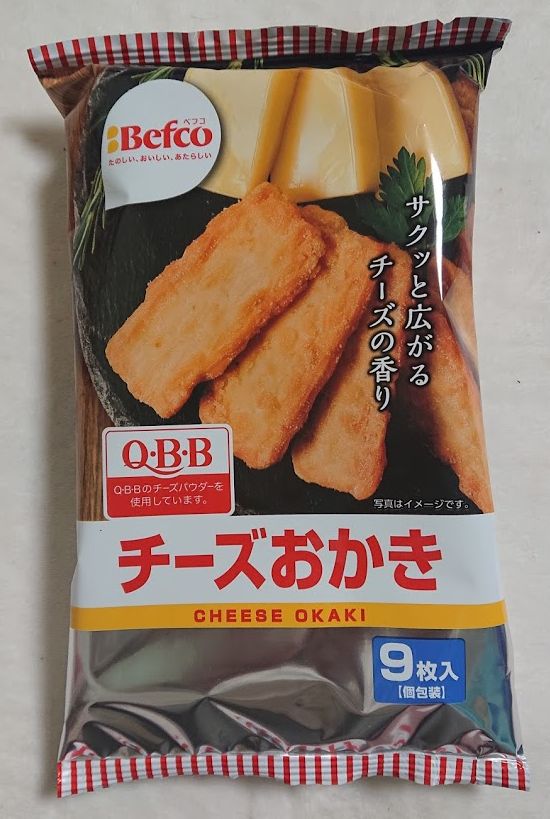 ベフコ
Befco
たのしい、おいしい、あたらしい
サクッと広がる
チーズの香り
Q・B・B
Q・B・Bのチーズパウダーを
使用しています。
写真はイメージです。
チーズおかき
CHEESE OKAKI
9枚入
【個包装】